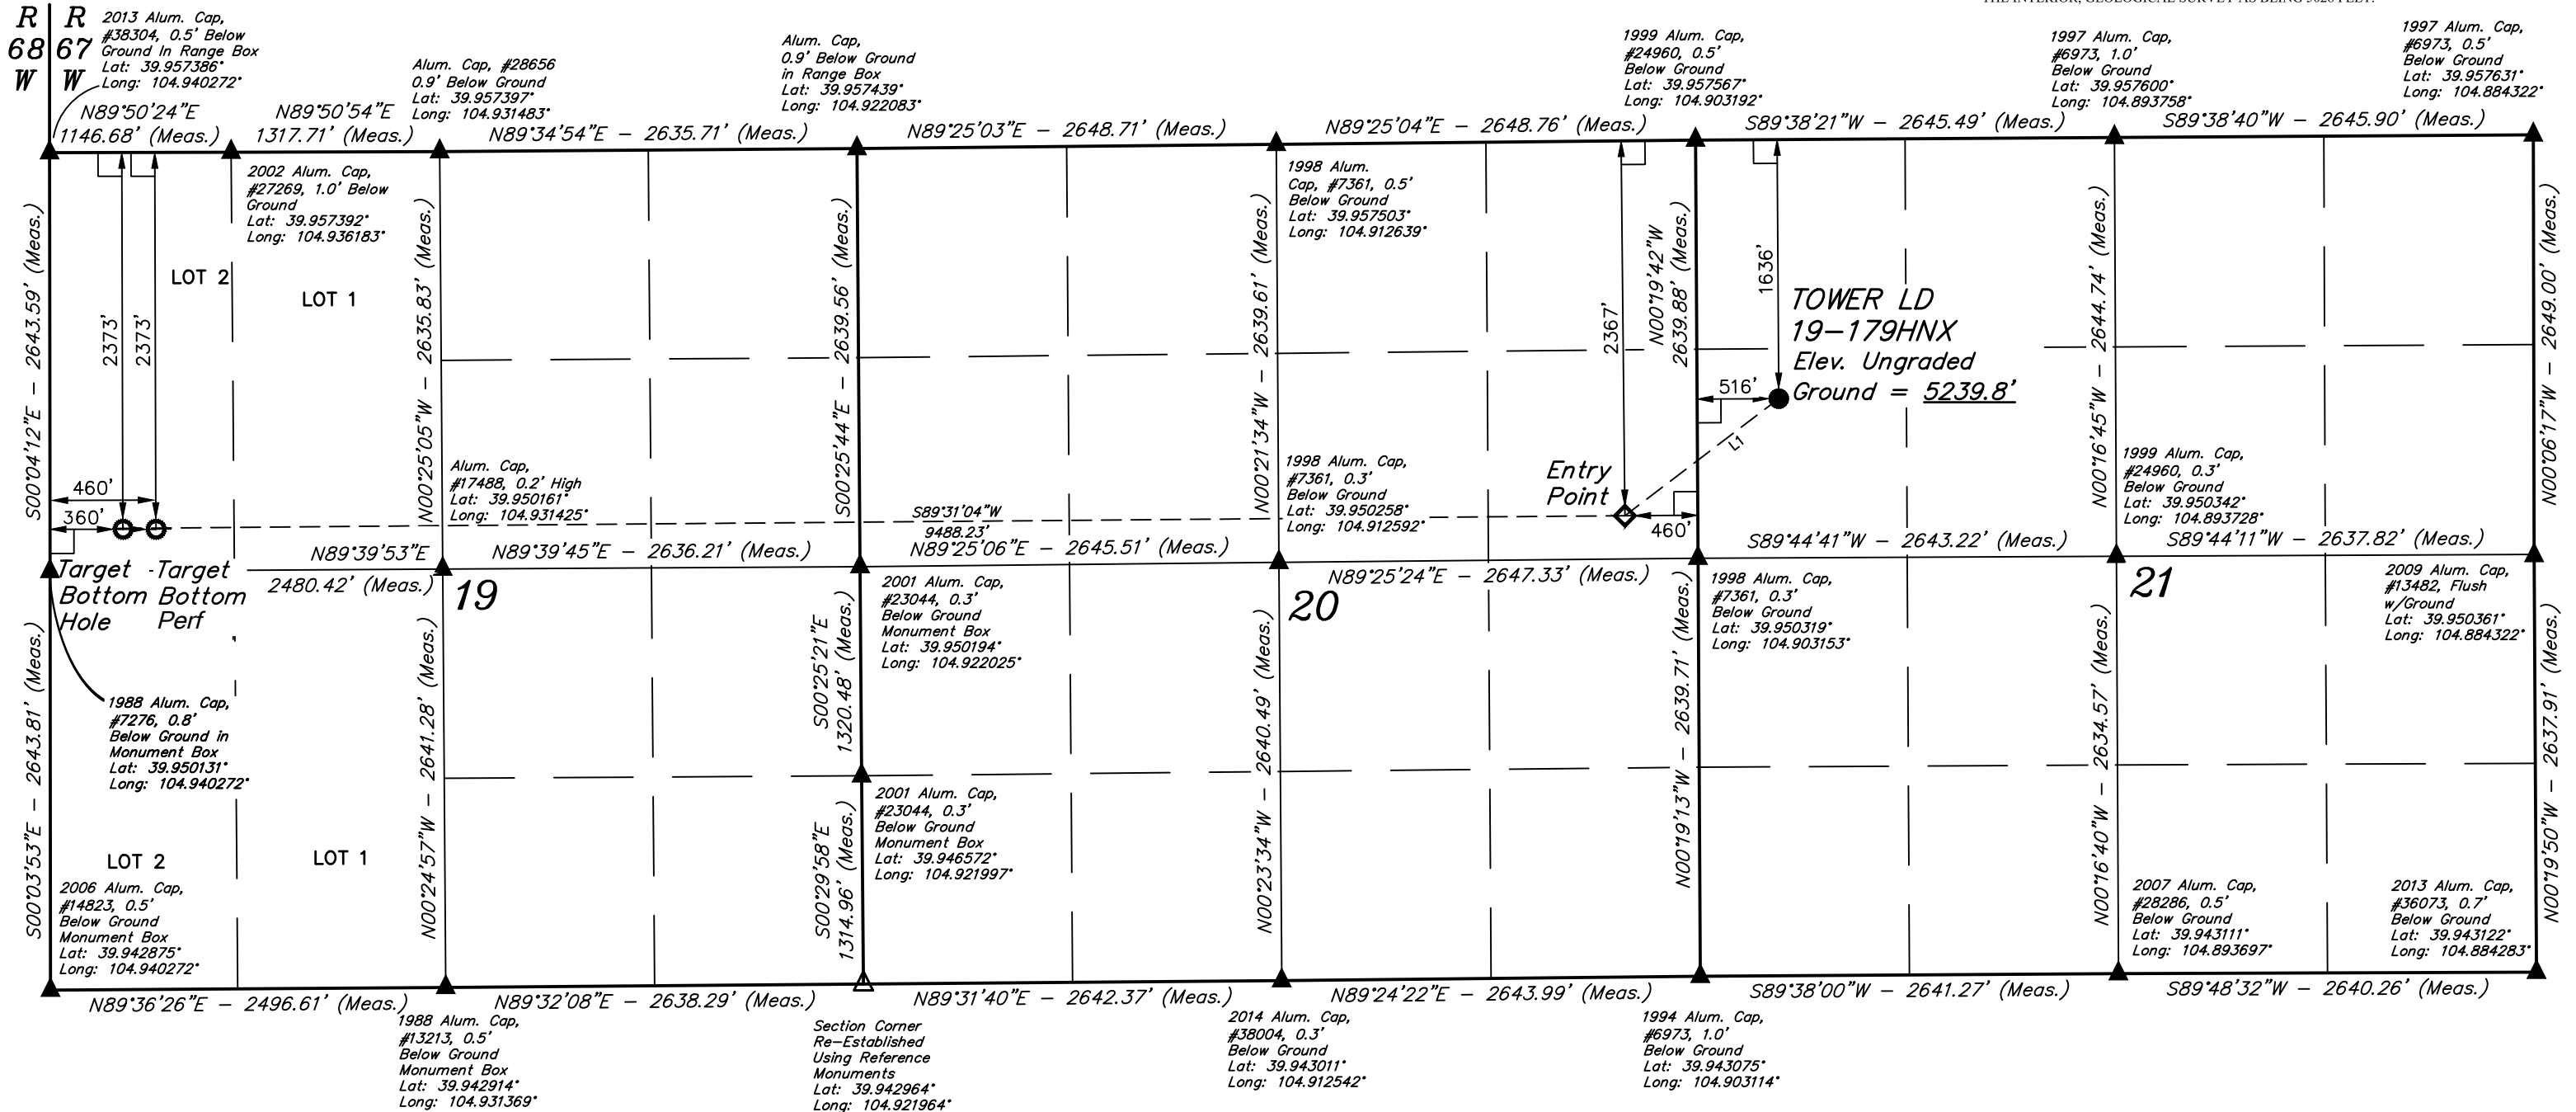 THE INTERIOR, GEOLOGICAL SURVEY AS BEING 5020 FEET.
R
68
W
R
67
W
2013 Alum. Cap,
#38304, 0.5' Below
Ground In Range Box
Lat: 39.957386°
Long: 104.940272°
Alum. Cap, #28656
0.9' Below Ground
Lat: 39.957397°
Long: 104.931483°
Alum. Cap,
0.9' Below Ground
in Range Box
Lat: 39.957439°
Long: 104.922083°
1999 Alum. Cap,
#24960, 0.5'
Below Ground
Lat: 39.957567°
Long: 104.903192°
1997 Alum. Cap,
#6973, 1.0'
Below Ground
Lat: 39.957600°
Long: 104.893758°
1997 Alum. Cap,
#6973, 0.5'
Below Ground
Lat: 39.957631°
Long: 104.884322°
N89°50'24"E
1146.68' (Meas.)
N89°50'54"E
1317.71' (Meas.)
N89°34'54"E – 2635.71' (Meas.)
N89°25'03"E – 2648.71' (Meas.)
N89°25'04"E – 2648.76' (Meas.)
S89°38'21"W – 2645.49' (Meas.)
S89°38'40"W – 2645.90' (Meas.)
2002 Alum. Cap,
#27269, 1.0' Below
Ground
Lat: 39.957392°
Long: 104.936183°
1998 Alum.
Cap, #7361, 0.5'
Below Ground
Lat: 39.957503°
Long: 104.912639°
S00°04'12"E – 2643.59' (Meas.)
2373'
2373'
LOT 2
LOT 1
N00°25'05"W – 2635.83' (Meas.)
S00°25'44"E – 2639.56' (Meas.)
N00°21'34"W – 2639.61' (Meas.)
2367'
N00°19'42"W
2639.88' (Meas.)
1636'
TOWER LD
19–179HNX
Elev. Ungraded
Ground = 5239.8'
516'
L1
N00°16'45"W – 2644.74' (Meas.)
N00°06'17"W – 2649.00' (Meas.)
460'
360'
Alum. Cap,
#17488, 0.2' High
Lat: 39.950161°
Long: 104.931425°
S89°31'04"W
9488.23'
1998 Alum. Cap,
#7361, 0.3'
Below Ground
Lat: 39.950258°
Long: 104.912592°
Entry
Point
460'
1999 Alum. Cap,
#24960, 0.3'
Below Ground
Lat: 39.950342°
Long: 104.893728°
N89°39'53"E
2480.42' (Meas.)
N89°39'45"E – 2636.21' (Meas.)
N89°25'06"E – 2645.51' (Meas.)
N89°25'24"E – 2647.33' (Meas.)
S89°44'41"W – 2643.22' (Meas.)
S89°44'11"W – 2637.82' (Meas.)
Target
Bottom
Hole
Target
Bottom
Perf
19
20
21
2001 Alum. Cap,
#23044, 0.3'
Below Ground
Monument Box
Lat: 39.950194°
Long: 104.922025°
1998 Alum. Cap,
#7361, 0.3'
Below Ground
Lat: 39.950319°
Long: 104.903153°
2009 Alum. Cap,
#13482, Flush
w/Ground
Lat: 39.950361°
Long: 104.884322°
1988 Alum. Cap,
#7276, 0.8'
Below Ground in
Monument Box
Lat: 39.950131°
Long: 104.940272°
S00°03'53"E – 2643.81' (Meas.)
N00°24'57"W – 2641.28' (Meas.)
S00°25'21"E
1320.48' (Meas.)
S00°29'58"E
1314.96' (Meas.)
N00°23'34"W – 2640.49' (Meas.)
N00°19'13"W – 2639.71' (Meas.)
N00°16'40"W – 2634.57' (Meas.)
N00°19'50"W – 2637.91' (Meas.)
2001 Alum. Cap,
#23044, 0.3'
Below Ground
Monument Box
Lat: 39.946572°
Long: 104.921997°
LOT 2
LOT 1
2006 Alum. Cap,
#14823, 0.5'
Below Ground
Monument Box
Lat: 39.942875°
Long: 104.940272°
2007 Alum. Cap,
#28286, 0.5'
Below Ground
Lat: 39.943111°
Long: 104.893697°
2013 Alum. Cap,
#36073, 0.7'
Below Ground
Lat: 39.943122°
Long: 104.884283°
N89°36'26"E – 2496.61' (Meas.)
N89°32'08"E – 2638.29' (Meas.)
N89°31'40"E – 2642.37' (Meas.)
N89°24'22"E – 2643.99' (Meas.)
S89°38'00"W – 2641.27' (Meas.)
S89°48'32"W – 2640.26' (Meas.)
1988 Alum. Cap,
#13213, 0.5'
Below Ground
Monument Box
Lat: 39.942914°
Long: 104.931369°
Section Corner
Re–Established
Using Reference
Monuments
Lat: 39.942964°
Long: 104.921964°
2014 Alum. Cap,
#38004, 0.3'
Below Ground
Lat: 39.943011°
Long: 104.912542°
1994 Alum. Cap,
#6973, 1.0'
Below Ground
Lat: 39.943075°
Long: 104.903114°